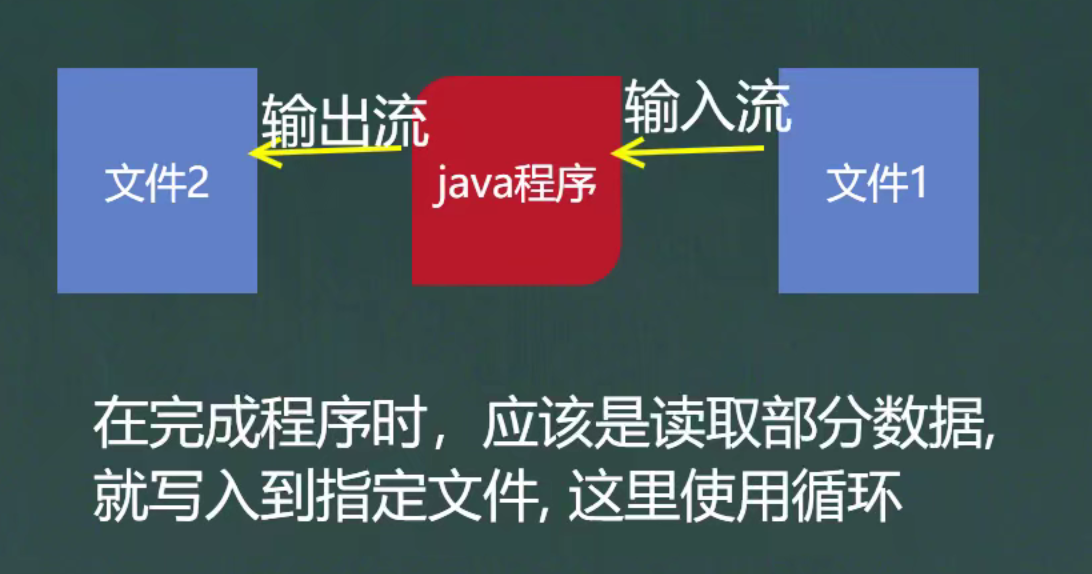 输出流
输入流
文件2
java程序
文件1
在完成程序时，应该是读取部分数据,
就写入到指定文件, 这里使用循环